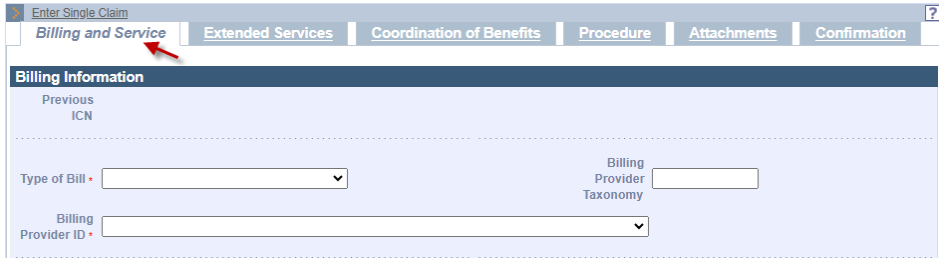 Enter Single Claim
?
Billing and Service Extended Services Coordination of Benefits Procedure Attachments Confirmation
Billing Information
Previous
ICN
Type of Bill *
Billing
Provider
Taxonomy
Billing
Provider ID *